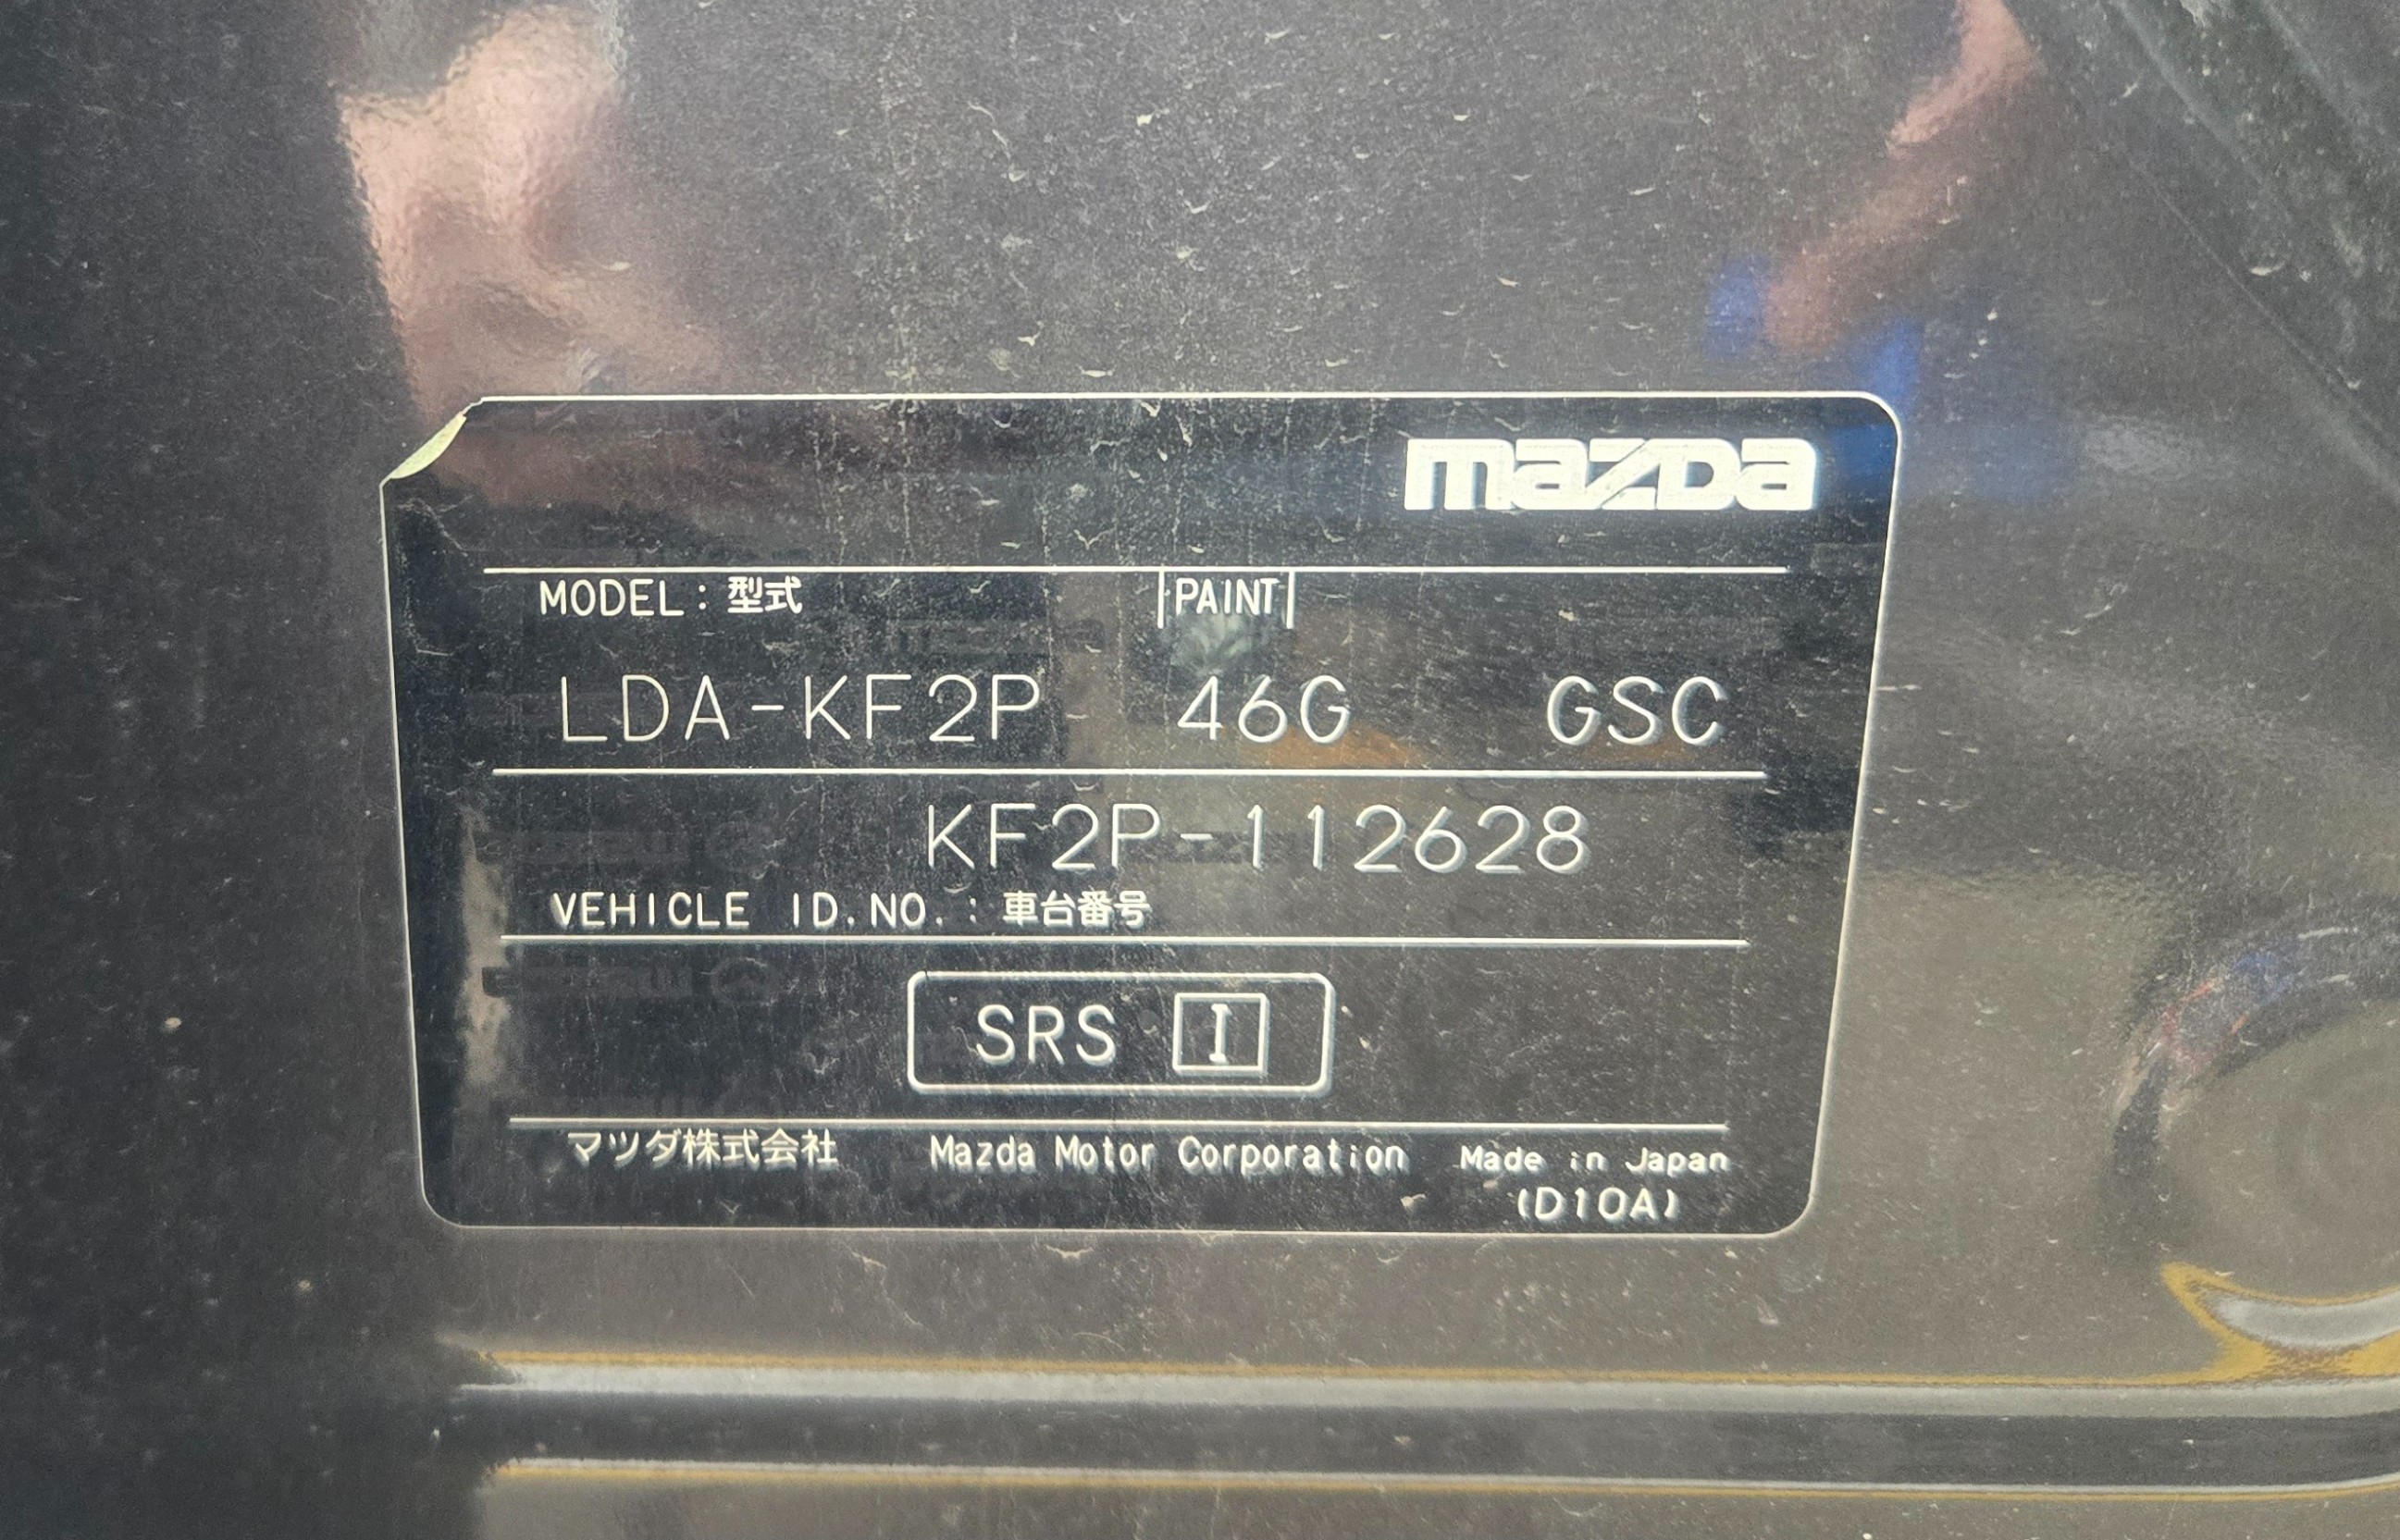 mazda
MODEL：型式 PAINT
LDA-KF2P 46G GSC
KF2P-112628
VEHICLE ID.NO.：車台番号
SRS I
マツダ株式会社 Mazda Motor Corporation Made in Japan
(D10A)